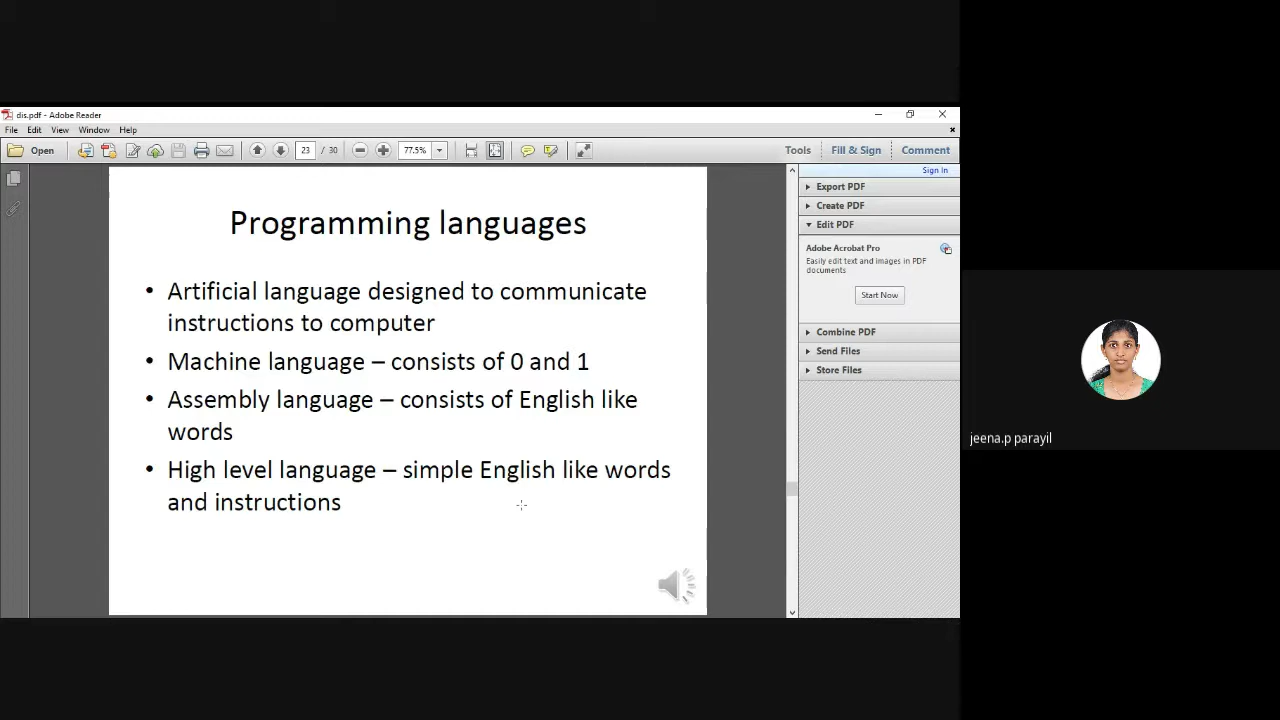 dis.pdf - Adobe Reader
File Edit View Window Help
Open 23 / 30 77.5% Tools Fill & Sign Comment
Sign In
Export PDF
Create PDF
Edit PDF
Adobe Acrobat Pro
Easily edit text and images in PDF
documents
Start Now
Combine PDF
Send Files
Store Files
Programming languages
• Artificial language designed to communicate
instructions to computer
• Machine language – consists of 0 and 1
• Assembly language – consists of English like
words
• High level language – simple English like words
and instructions
jeena.p parayil